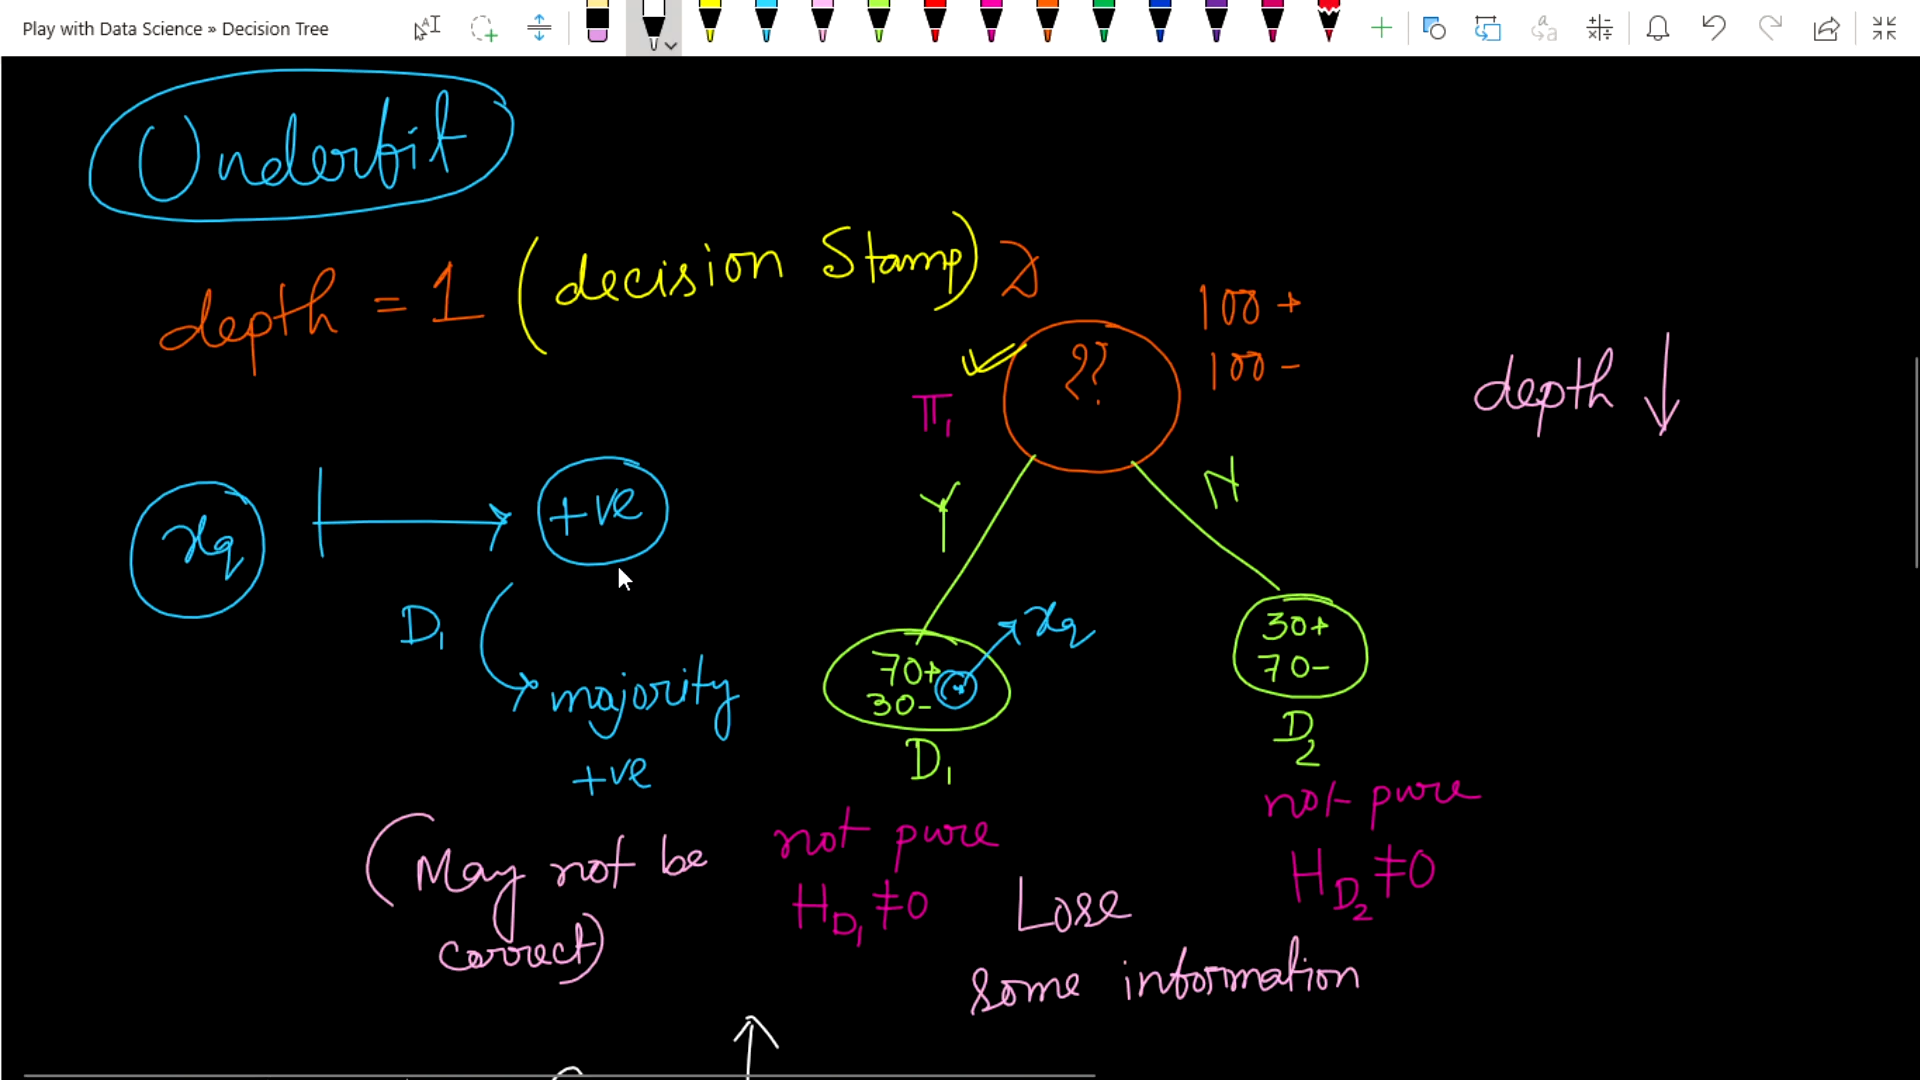 Play with Data Science » Decision Tree
Underfit
depth = 1 (decision Stamp) D
??
100 +
100 -
depth ↓
π1
Y
N
xq
+ve
D1
majority
+ve
70+
30-
xq
D1
30+
70-
D2
(May not be
correct)
not pure
HD1 ≠0
not pure
HD2 ≠0
Lose
some information